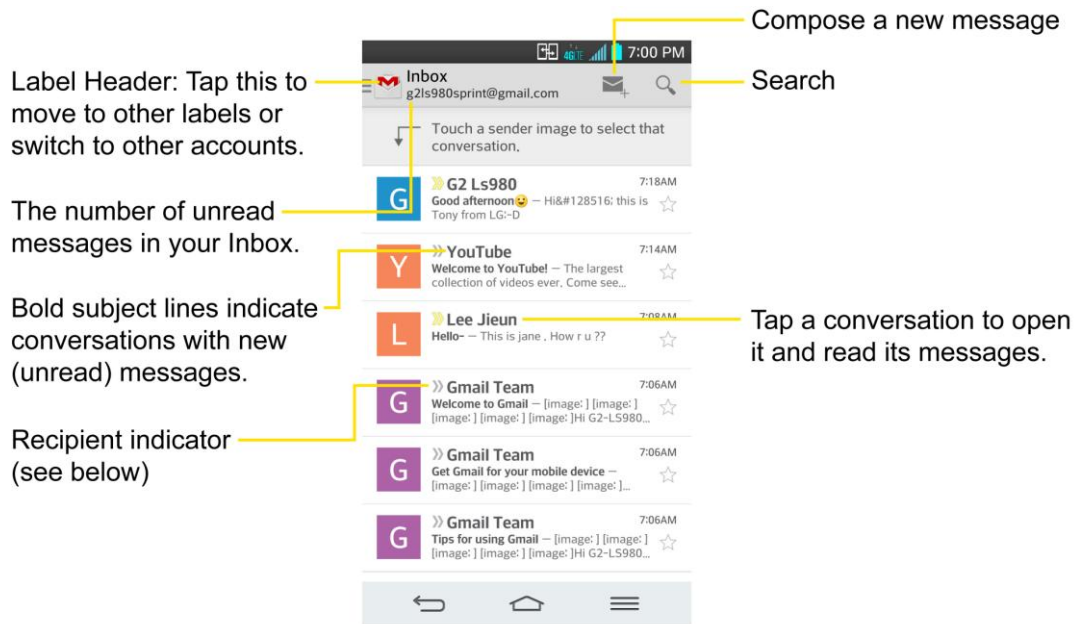 Compose a new message
Search
Label Header: Tap this to
move to other labels or
switch to other accounts.
The number of unread
messages in your Inbox.
Bold subject lines indicate
conversations with new
(unread) messages.
Recipient indicator
(see below)
Tap a conversation to open
it and read its messages.
4G LTE 7:00 PM
Inbox
g2ls980sprint@gmail.com
Touch a sender image to select that
conversation.
G
G2 Ls980 7:18AM
Good afternoon😃 — Hi&#128516; this is
Tony from LG:-D
Y
YouTube 7:14AM
Welcome to YouTube! — The largest
collection of videos ever. Come see...
L
Lee Jieun 7:08AM
Hello- — This is jane , How r u ??
G
Gmail Team 7:06AM
Welcome to Gmail — [image: ] [image: ]
[image: ] [image: ] [image: ]Hi G2-LS980...
G
Gmail Team 7:06AM
Get Gmail for your mobile device —
[image: ] [image: ] [image: ] [image: ]...
G
Gmail Team 7:06AM
Tips for using Gmail — [image: ] [image: ]
[image: ] [image: ] [image: ]Hi G2-LS980...